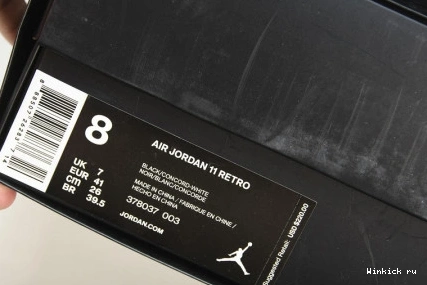 8
AIR JORDAN 11 RETRO
UK 7
EUR 41
cm 26
BR 39.5
BLACK/CONCORD-WHITE
NOIR/BLANC/CONCORDE
MADE IN CHINA / FABRIQUE EN CHINE /
HECHO EN CHINA
378037 003
JORDAN.COM
Suggested Retail: USD $220.00
Winkick ru